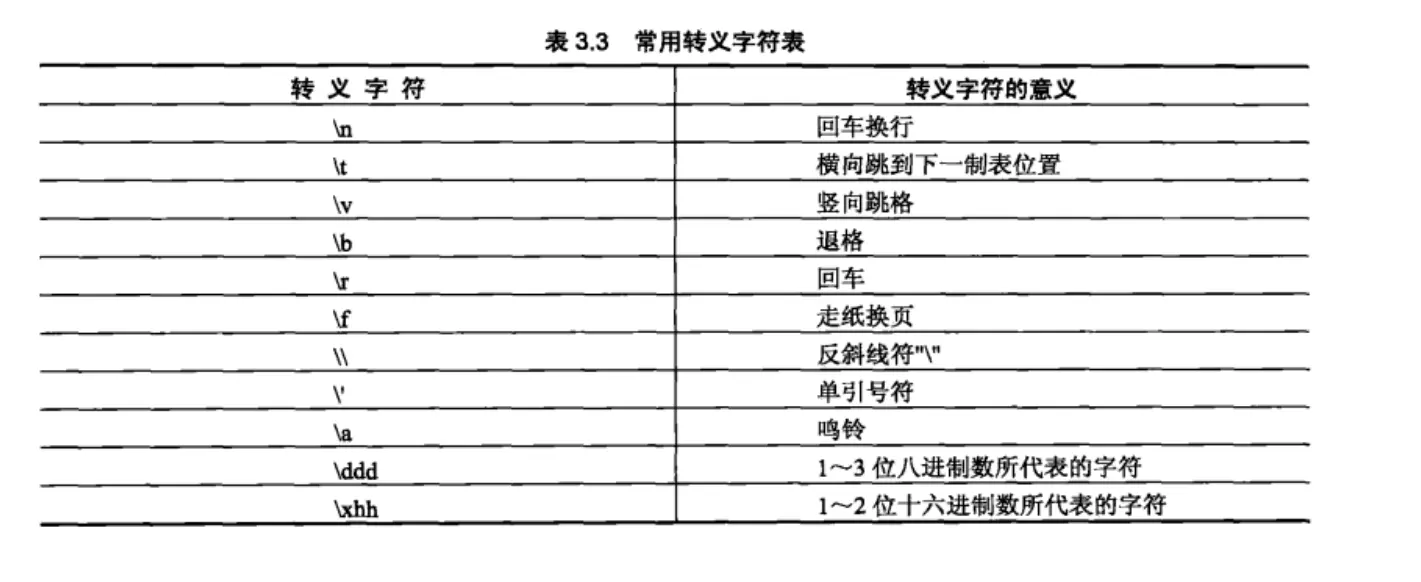 表 3.3 常用转义字符表
转 义 字 符 转义字符的意义
\n 回车换行
\t 横向跳到下一制表位置
\v 竖向跳格
\b 退格
\r 回车
\f 走纸换页
\\ 反斜线符"\"
\' 单引号符
\a 鸣铃
\ddd 1～3 位八进制数所代表的字符
\xhh 1～2 位十六进制数所代表的字符